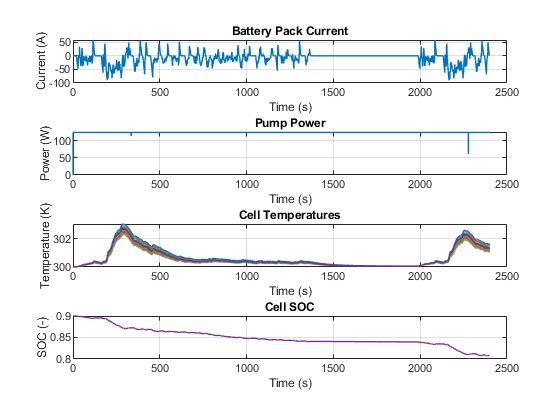 Battery Pack Current
Current (A)
50
0
-50
-100
0 500 1000 1500 2000 2500
Time (s)
Pump Power
Power (W)
100
50
0
0 500 1000 1500 2000 2500
Time (s)
Cell Temperatures
Temperature (K)
302
300
0 500 1000 1500 2000 2500
Time (s)
Cell SOC
SOC (-)
0.9
0.85
0.8
0 500 1000 1500 2000 2500
Time (s)